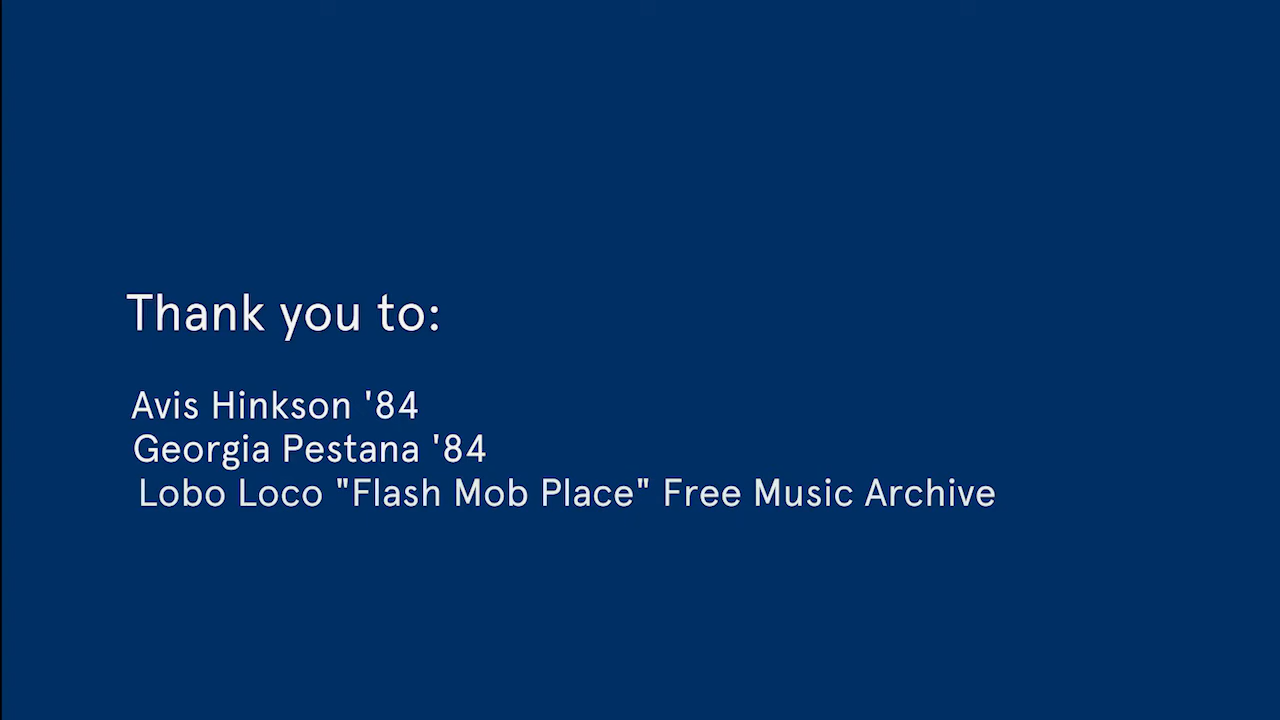 Thank you to:
Avis Hinkson '84
Georgia Pestana '84
Lobo Loco "Flash Mob Place" Free Music Archive